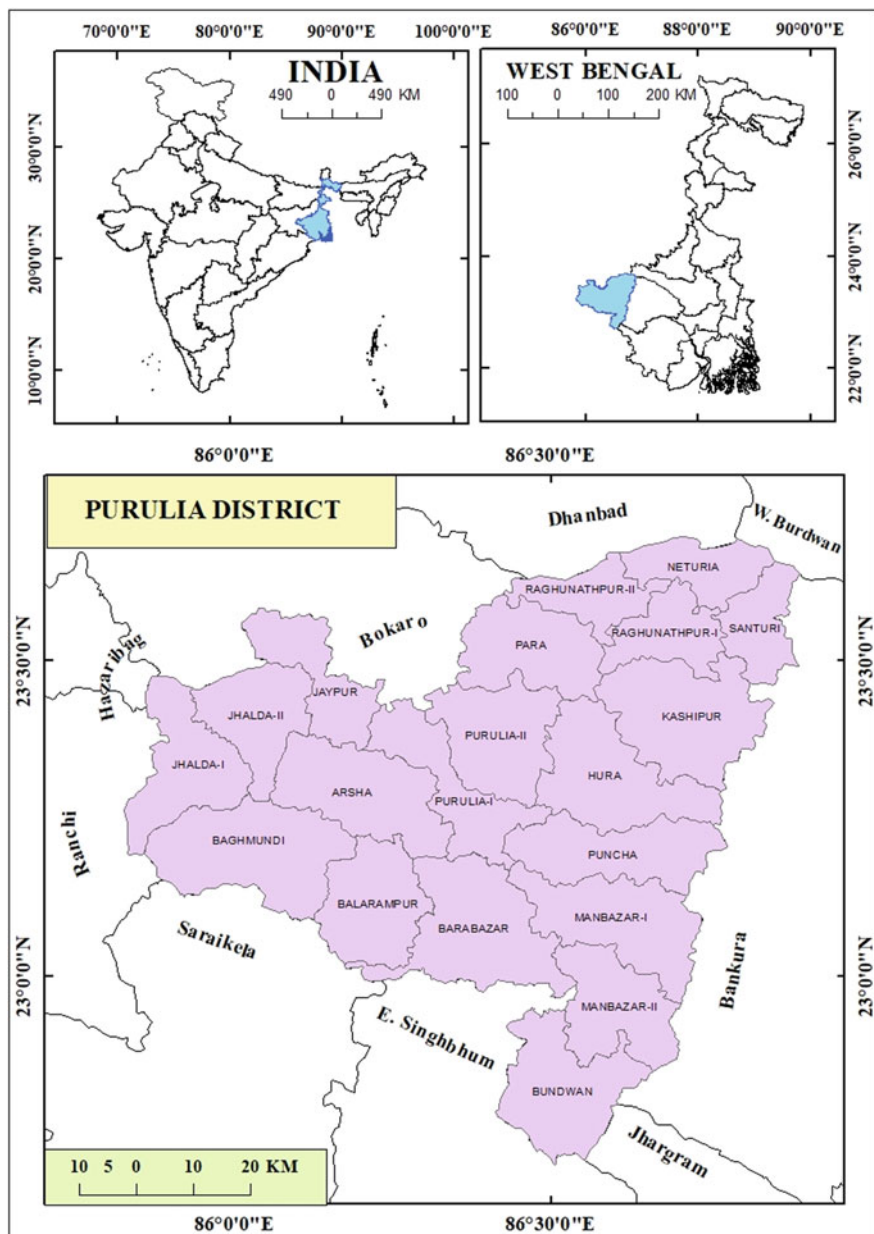 70°0'0"E 80°0'0"E 90°0'0"E 100°0'0"E
INDIA
490 0 490 KM
30°0'0"N
20°0'0"N
10°0'0"N
86°0'0"E 88°0'0"E 90°0'0"E
WEST BENGAL
100 0 100 200 KM
26°0'0"N
24°0'0"N
22°0'0"N
86°0'0"E 86°30'0"E
PURULIA DISTRICT
Dhanbad
W. Burdwan
NETURIA
RAGHUNATHPUR-II
Bokaro
RAGHUNATHPUR-I
SANTURI
PARA
Hazaribag
23°30'0"N
23°30'0"N
JAYPUR
JHALDA-II
KASHIPUR
PURULIA-II
JHALDA-I
HURA
ARSHA
PURULIA-I
Ranchi
BAGHMUNDI
PUNCHA
BALARAMPUR
MANBAZAR-I
BARABAZAR
Saraikela
Bankura
23°0'0"N
23°0'0"N
MANBAZAR-II
E. Singhbhum
BUNDWAN
Jhargram
10 5 0 10 20 KM
86°0'0"E 86°30'0"E